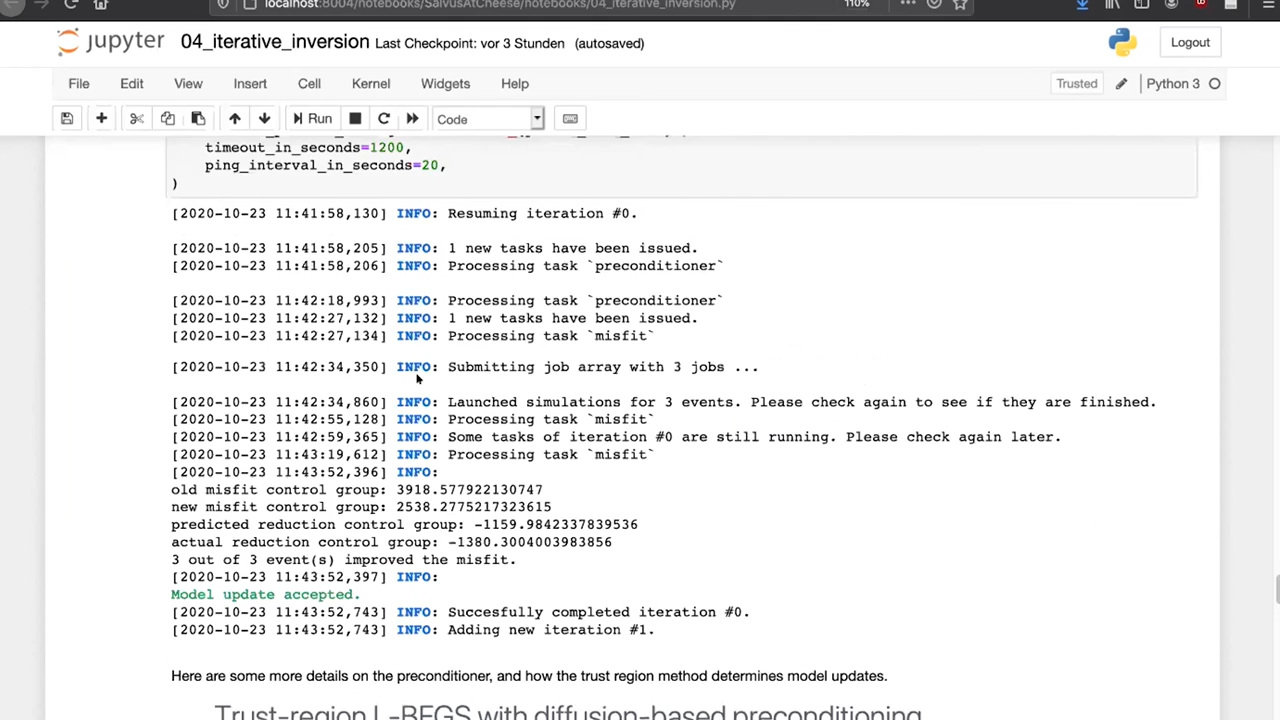 localhost:8004/notebooks/SalvusAtCheese/notebooks/04_iterative_inversion.py
110%
jupyter 04_iterative_inversion Last Checkpoint: vor 3 Stunden (autosaved)
Logout
File Edit View Insert Cell Kernel Widgets Help
Trusted
Python 3
Run
Code
timeout_in_seconds=1200,
ping_interval_in_seconds=20,
)
[2020-10-23 11:41:58,130] INFO: Resuming iteration #0.
[2020-10-23 11:41:58,205] INFO: 1 new tasks have been issued.
[2020-10-23 11:41:58,206] INFO: Processing task `preconditioner`
[2020-10-23 11:42:18,993] INFO: Processing task `preconditioner`
[2020-10-23 11:42:27,132] INFO: 1 new tasks have been issued.
[2020-10-23 11:42:27,134] INFO: Processing task `misfit`
[2020-10-23 11:42:34,350] INFO: Submitting job array with 3 jobs ...
[2020-10-23 11:42:34,860] INFO: Launched simulations for 3 events. Please check again to see if they are finished.
[2020-10-23 11:42:55,128] INFO: Processing task `misfit`
[2020-10-23 11:42:59,365] INFO: Some tasks of iteration #0 are still running. Please check again later.
[2020-10-23 11:43:19,612] INFO: Processing task `misfit`
[2020-10-23 11:43:52,396] INFO:
old misfit control group: 3918.577922130747
new misfit control group: 2538.2775217323615
predicted reduction control group: -1159.9842337839536
actual reduction control group: -1380.3004003983856
3 out of 3 event(s) improved the misfit.
[2020-10-23 11:43:52,397] INFO:
Model update accepted.
[2020-10-23 11:43:52,743] INFO: Succesfully completed iteration #0.
[2020-10-23 11:43:52,743] INFO: Adding new iteration #1.
Here are some more details on the preconditioner, and how the trust region method determines model updates.
Trust-region L-BFGS with diffusion-based preconditioning